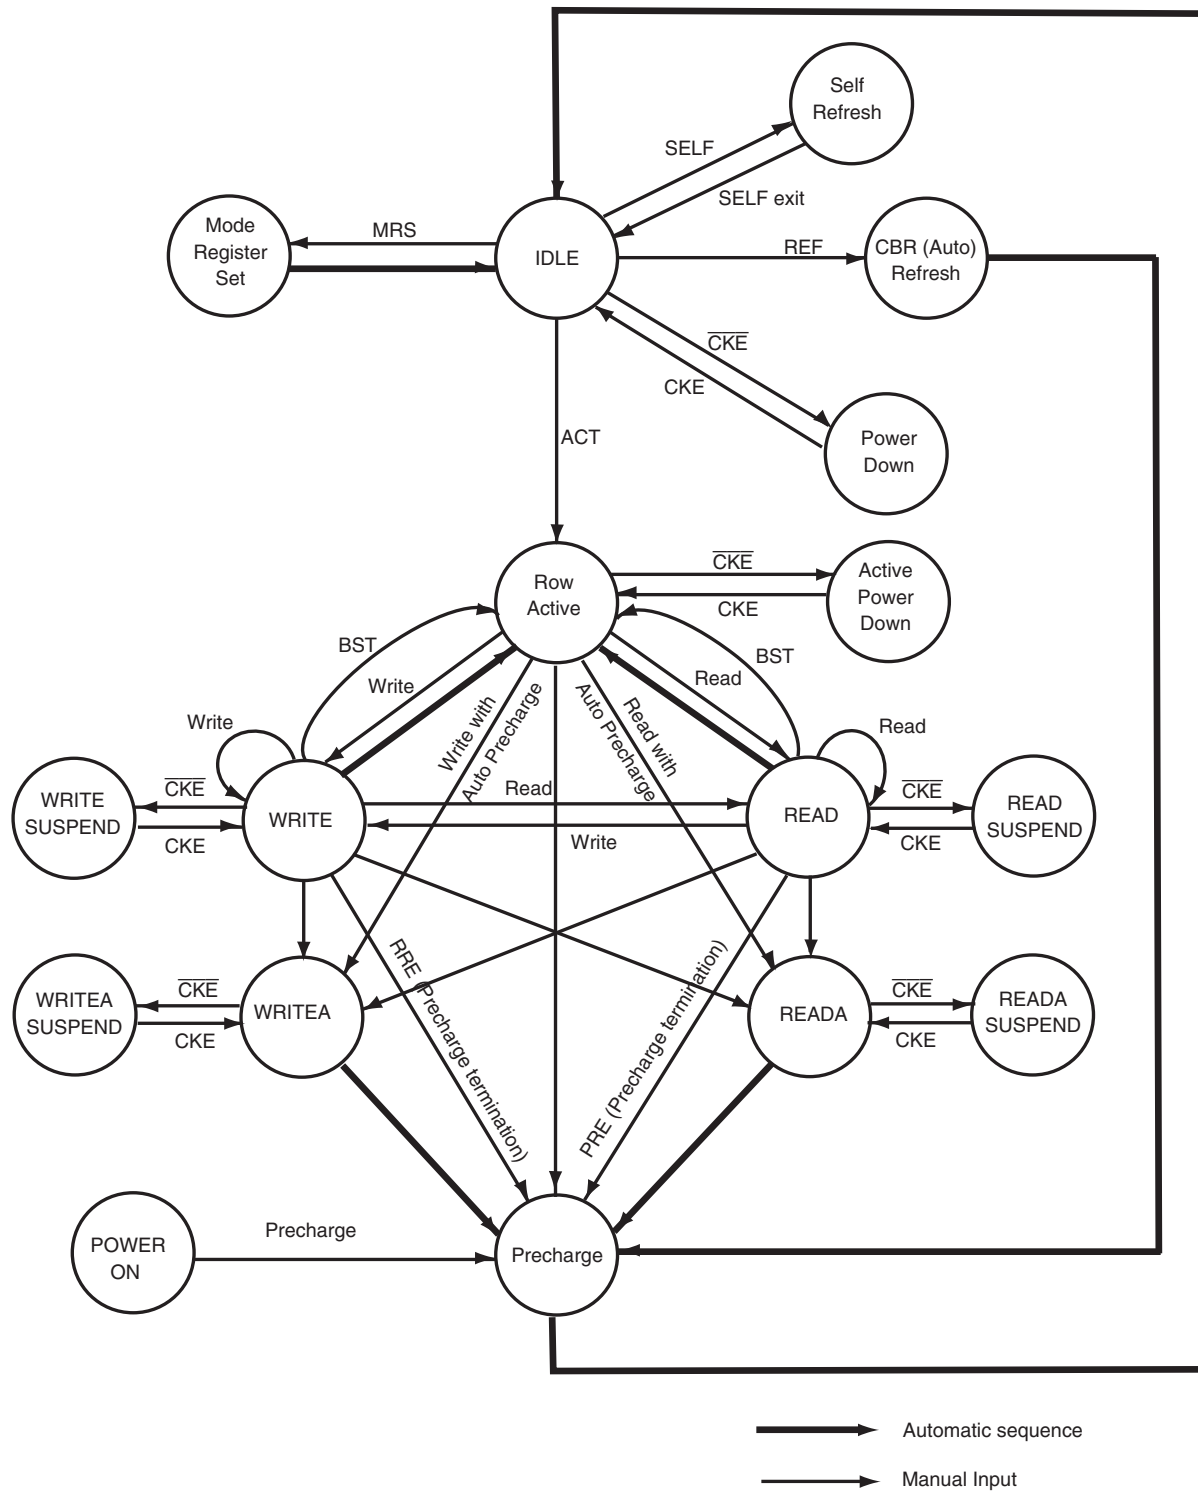 Self
Refresh
SELF
SELF exit
Mode
Register
Set
MRS
IDLE
REF
CBR (Auto)
Refresh
CKE
CKE
Power
Down
ACT
Row
Active
CKE
CKE
Active
Power
Down
BST
BST
Write
Read
Write with
Auto Precharge
Read with
Auto Precharge
Write
Read
WRITE
SUSPEND
CKE
CKE
WRITE
Read
Write
READ
CKE
CKE
READ
SUSPEND
RRE (Precharge termination)
PRE (Precharge termination)
WRITEA
SUSPEND
CKE
CKE
WRITEA
READA
CKE
CKE
READA
SUSPEND
POWER
ON
Precharge
Precharge
Automatic sequence
Manual Input